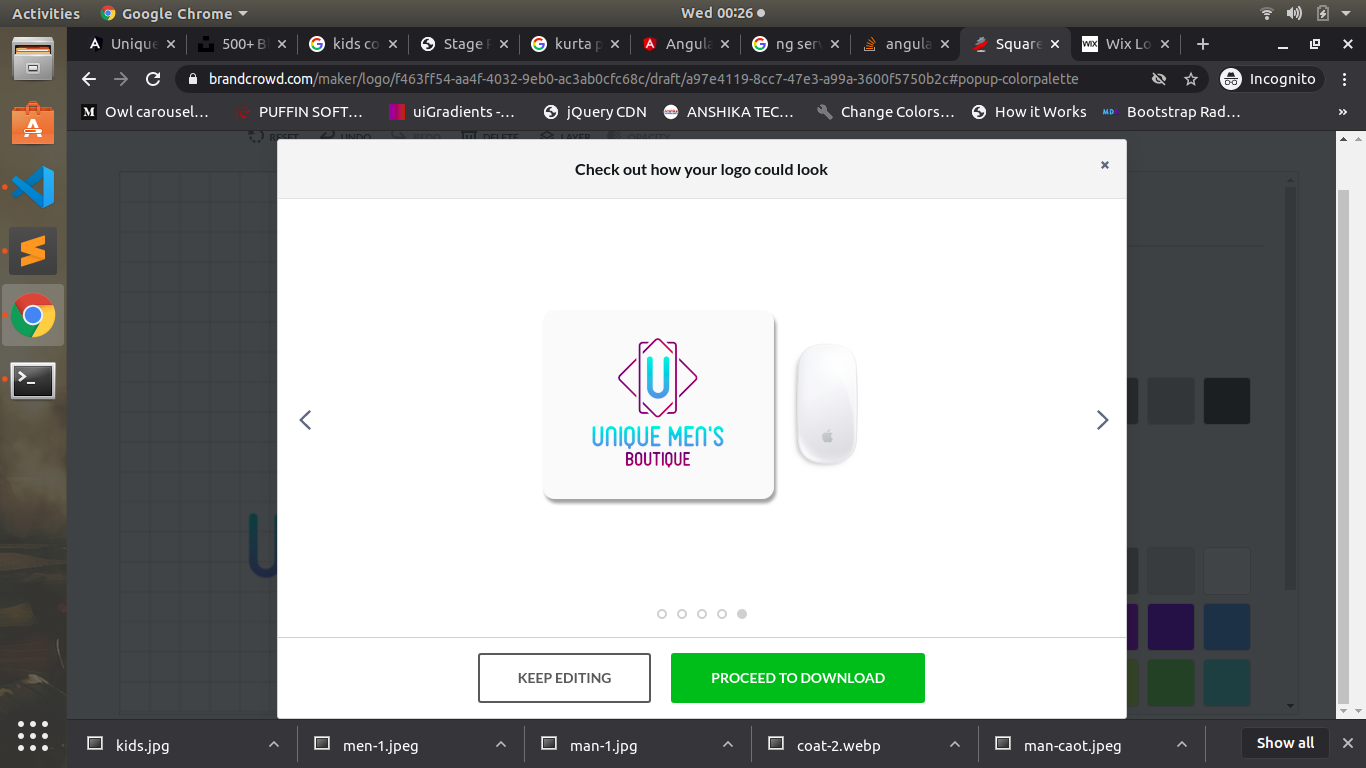 Activities Google Chrome Wed 00:26
Unique 500+ B kids co Stage kurta p Angula ng serv angula Square Wix Lo
brandcrowd.com/maker/logo/f463ff54-aa4f-4032-9eb0-ac3ab0cfc68c/draft/a97e4119-8cc7-47e3-a99a-3600f5750b2c#popup-colorpalette Incognito
Owl carousel... PUFFIN SOFT... uiGradients -... jQuery CDN ANSHIKA TEC... Change Colors... How it Works Bootstrap Rad... »
RESET UNDO REDO DELETE LAYER OPACITY
Check out how your logo could look
U
UNIQUE MEN'S
BOUTIQUE
KEEP EDITING PROCEED TO DOWNLOAD
kids.jpg men-1.jpeg man-1.jpg coat-2.webp man-caot.jpeg Show all